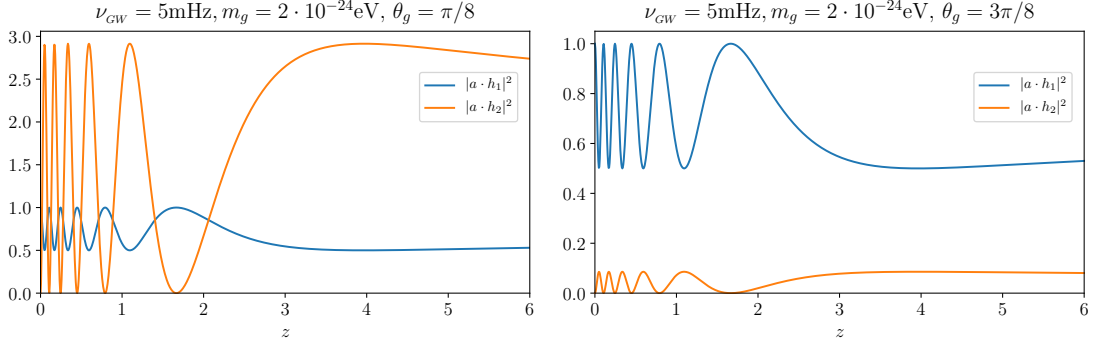 ν_GW = 5mHz, m_g = 2 · 10^−24eV, θ_g = π/8
3.0
2.5
2.0
1.5
1.0
0.5
0.0
|a · h_1|^2
|a · h_2|^2
0 1 2 3 4 5 6
z
ν_GW = 5mHz, m_g = 2 · 10^−24eV, θ_g = 3π/8
1.0
0.8
0.6
0.4
0.2
0.0
|a · h_1|^2
|a · h_2|^2
0 1 2 3 4 5 6
z